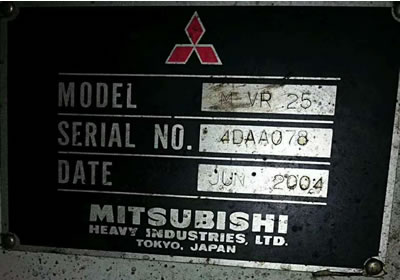 MODEL M-VR 25
SERIAL NO. 4DAA078
DATE JUN 2004
MITSUBISHI
HEAVY INDUSTRIES, LTD.
TOKYO, JAPAN